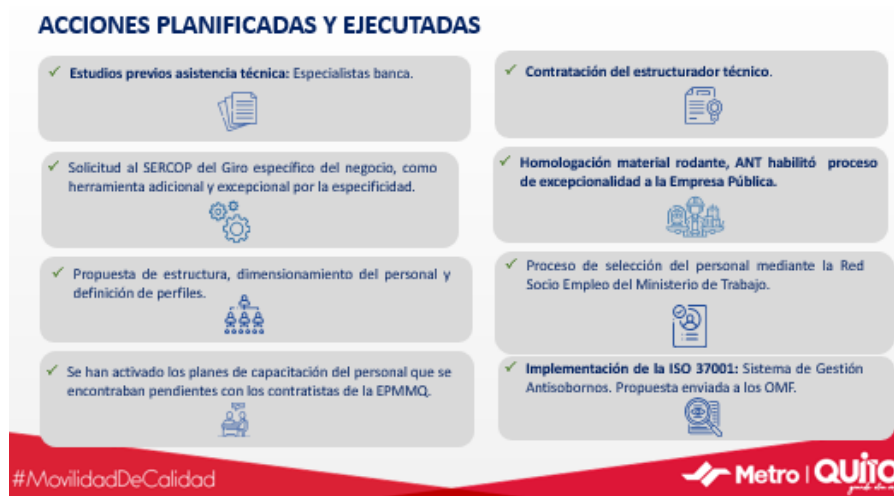 ACCIONES PLANIFICADAS Y EJECUTADAS
Estudios previos asistencia técnica: Especialistas banca.
Solicitud al SERCOP del Giro específico del negocio, como
herramienta adicional y excepcional por la especificidad.
Propuesta de estructura, dimensionamiento del personal y
definición de perfiles.
Se han activado los planes de capacitación del personal que se
encontraban pendientes con los contratistas de la EPMMQ.
Contratación del estructurador técnico.
Homologación material rodante, ANT habilitó proceso
de excepcionalidad a la Empresa Pública.
Proceso de selección del personal mediante la Red
Socio Empleo del Ministerio de Trabajo.
Implementación de la ISO 37001: Sistema de Gestión
Antisobornos. Propuesta enviada a los OMF.
#MovilidadDeCalidad
Metro | Quito